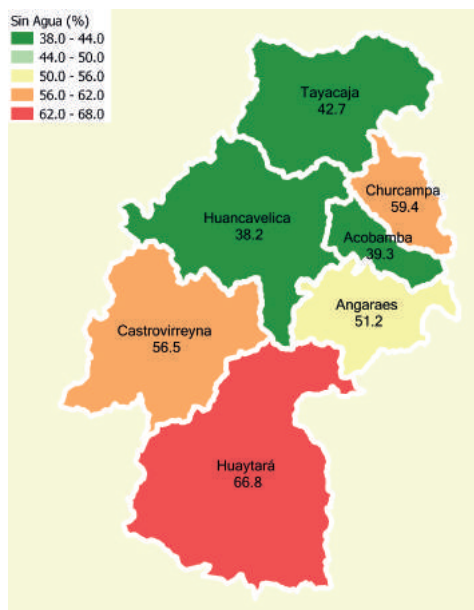 Sin Agua (%)
38.0 - 44.0
44.0 - 50.0
50.0 - 56.0
56.0 - 62.0
62.0 - 68.0
Tayacaja
42.7
Churcampa
59.4
Huancavelica
38.2
Acobamba
39.3
Angaraes
51.2
Castrovirreyna
56.5
Huaytará
66.8